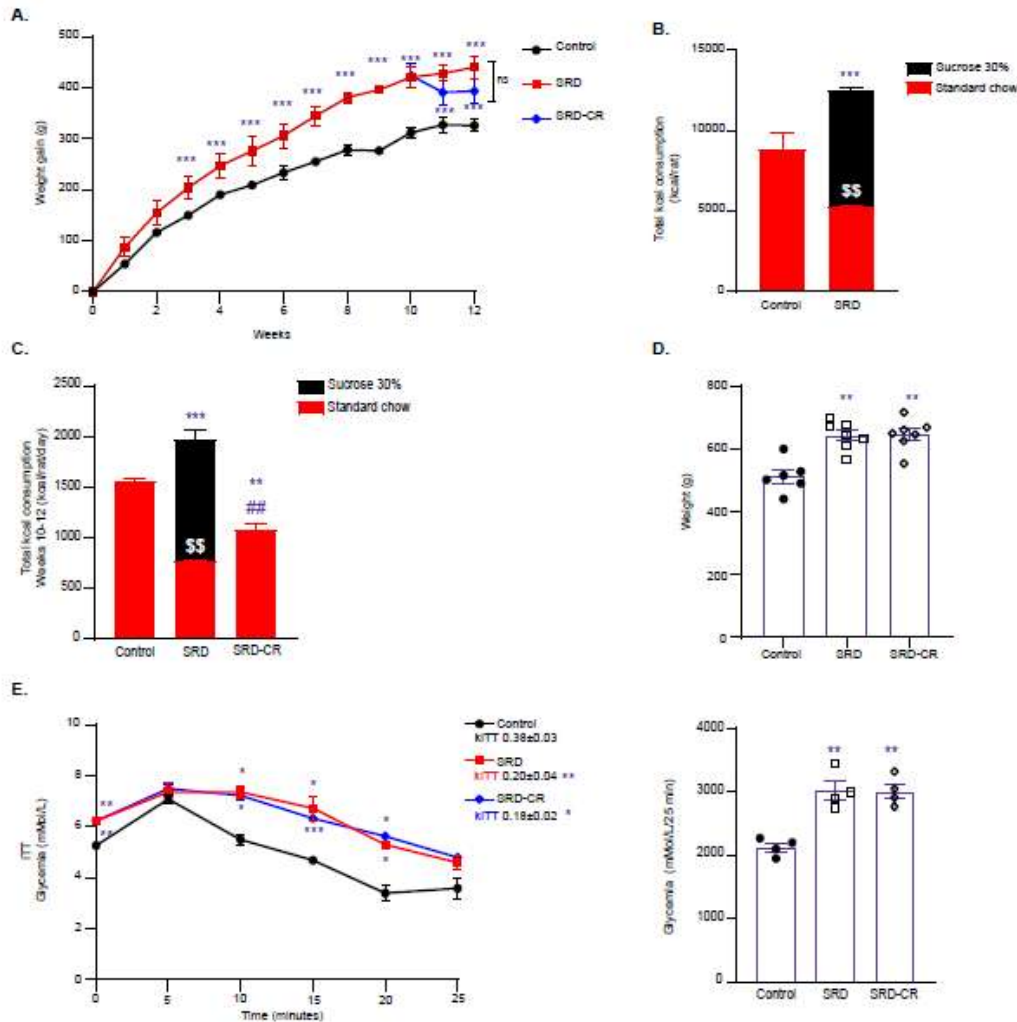 A.
500
400
300
200
100
0
Weight gain (g)
0 2 4 6 8 10 12
Weeks
*** *** *** *** *** *** *** *** *** ***
*** ***
ns
Control
SRD
SRD-CR
B.
15000
10000
5000
0
Total kcal consumption
(kcal/rat)
***
$$
Control SRD
Sucrose 30%
Standard chow
C.
2500
2000
1500
1000
500
0
Total kcal consumption
Weeks 10-12 (kcal/rat/day)
***
**
##
$$
Control SRD SRD-CR
Sucrose 30%
Standard chow
D.
800
600
400
200
0
Weight (g)
** **
Control SRD SRD-CR
E.
10
8
6
4
2
0
ITT
Glycemia (mMol/L)
** * * *
** * *** *
0 5 10 15 20 25
Time (minutes)
Control
kITT 0.38±0.03
SRD
kITT 0.20±0.04 **
SRD-CR
kITT 0.18±0.02 *
4000
3000
2000
1000
0
Glycemia (mMol/L/25 min)
** **
Control SRD SRD-CR